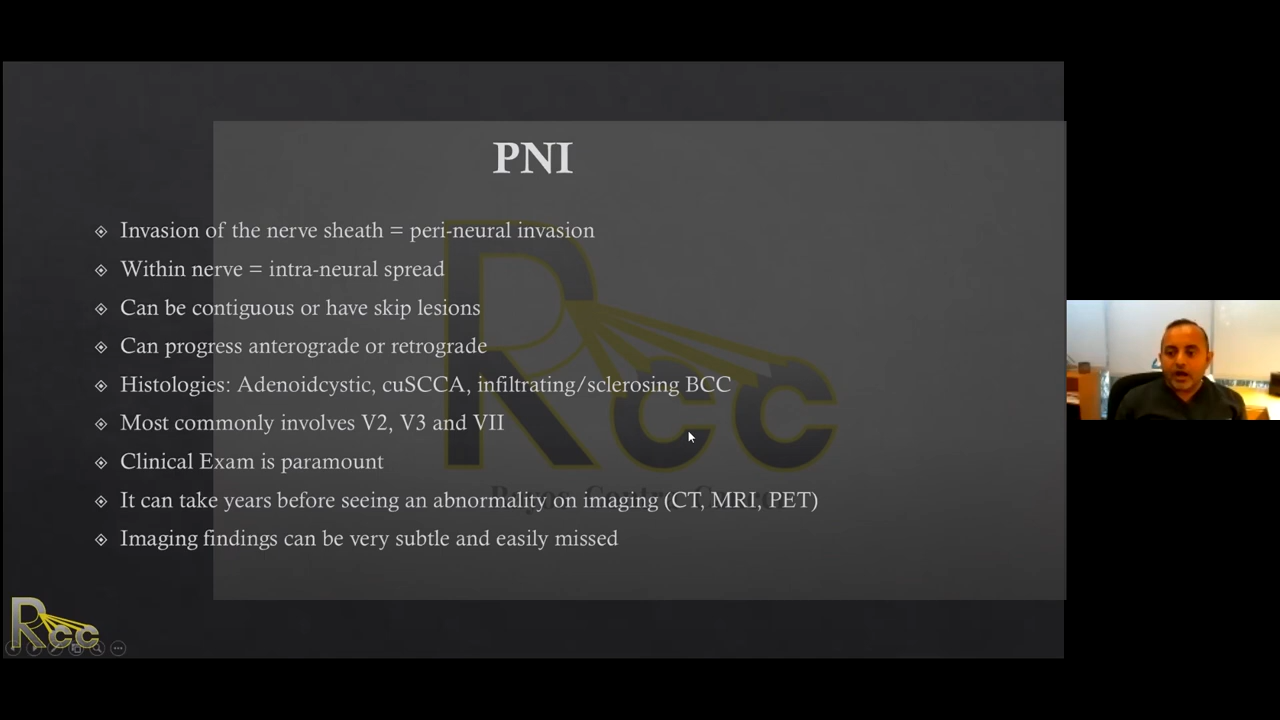 PNI
Invasion of the nerve sheath = peri-neural invasion
Within nerve = intra-neural spread
Can be contiguous or have skip lesions
Can progress anterograde or retrograde
Histologies: Adenoidcystic, cuSCCA, infiltrating/sclerosing BCC
Most commonly involves V2, V3 and VII
Clinical Exam is paramount
It can take years before seeing an abnormality on imaging (CT, MRI, PET)
Imaging findings can be very subtle and easily missed
Rcc
Rcc